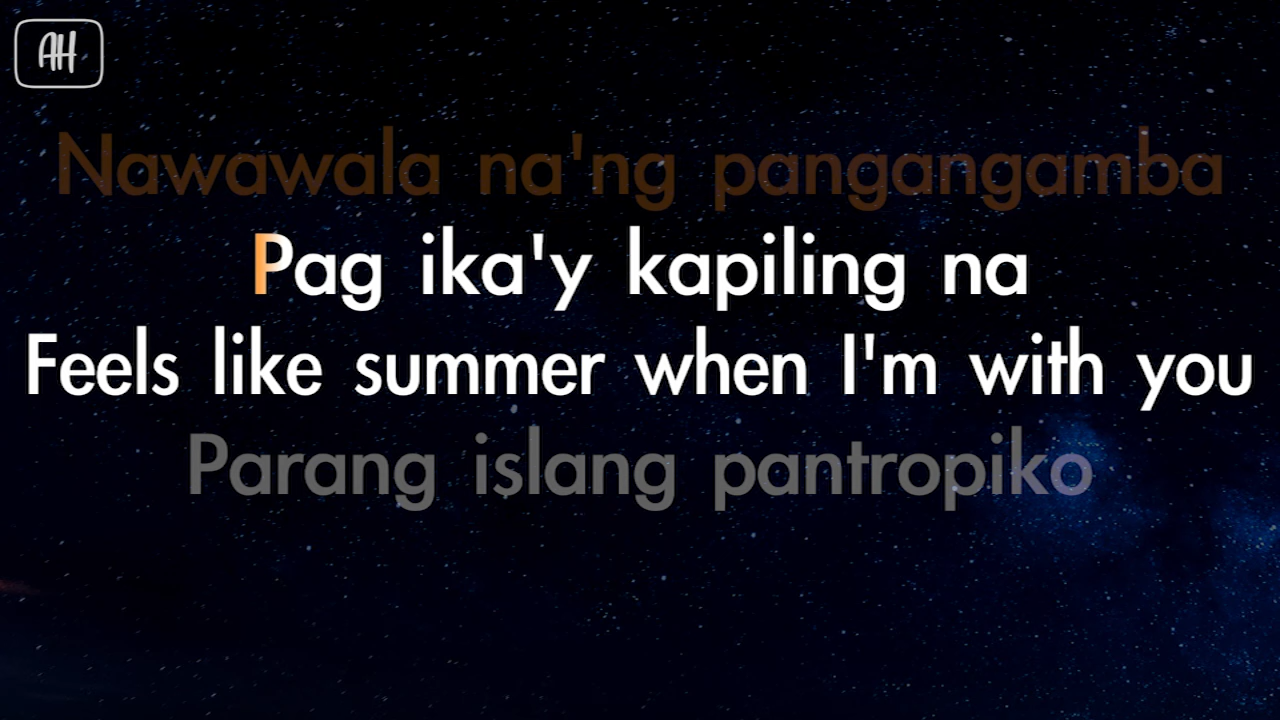 AH
Nawawala na'ng pangangamba
Pag ika'y kapiling na
Feels like summer when I'm with you
Parang islang pantropiko